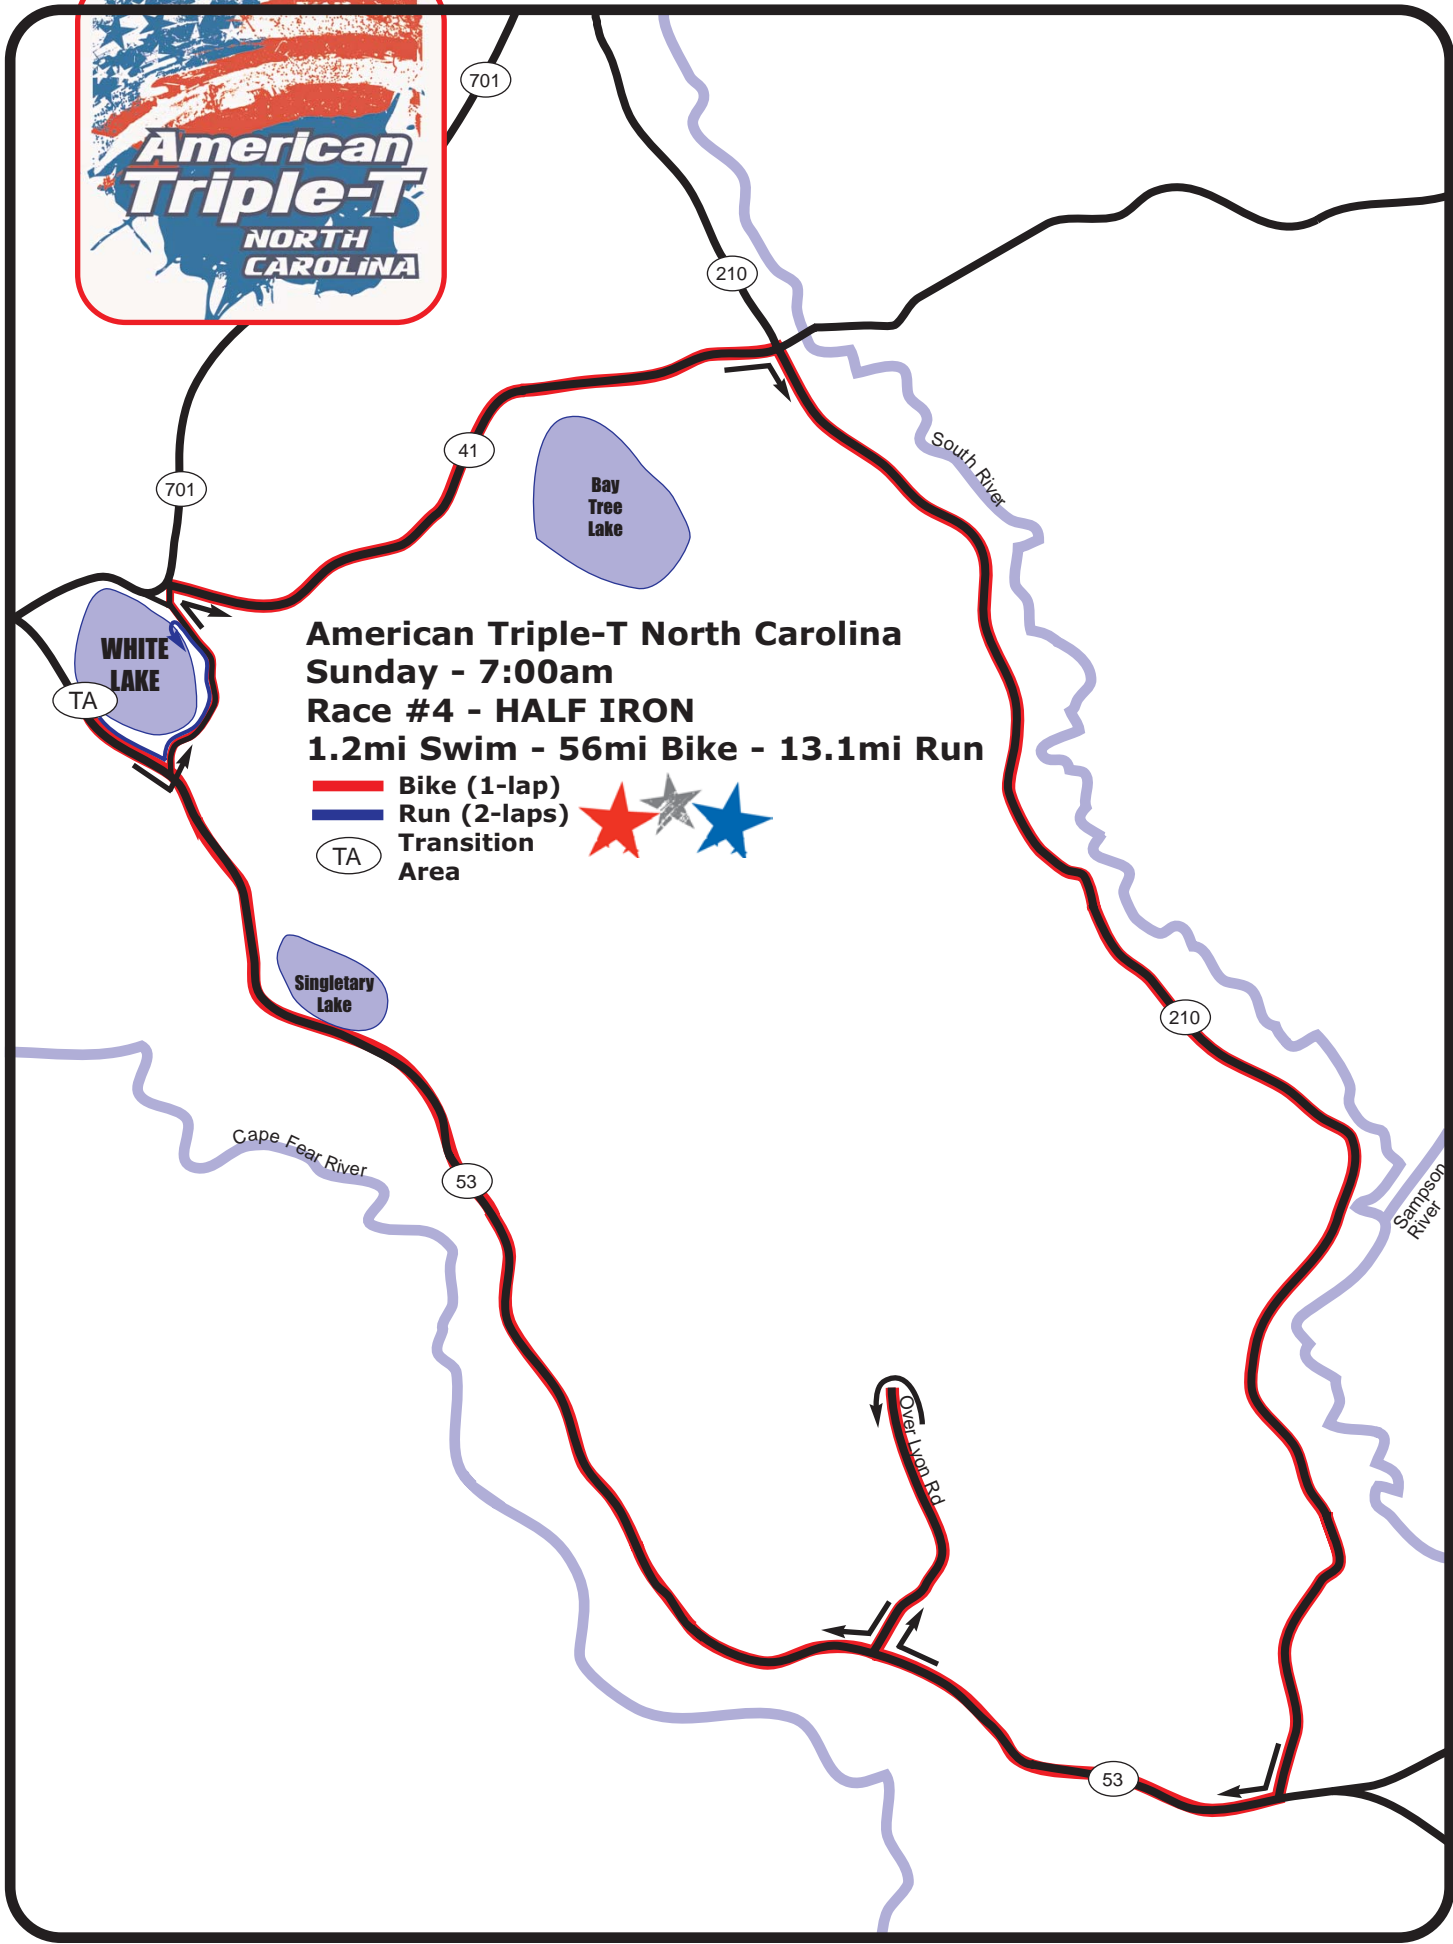 American
Triple-T
NORTH
CAROLINA
701
210
41
Bay
Tree
Lake
South River
701
WHITE
LAKE
TA
American Triple-T North Carolina
Sunday - 7:00am
Race #4 - HALF IRON
1.2mi Swim - 56mi Bike - 13.1mi Run
Bike (1-lap)
Run (2-laps)
TA
Transition
Area
Singletary
Lake
210
Cape Fear River
53
Sampson
River
Over Lyon Rd
53